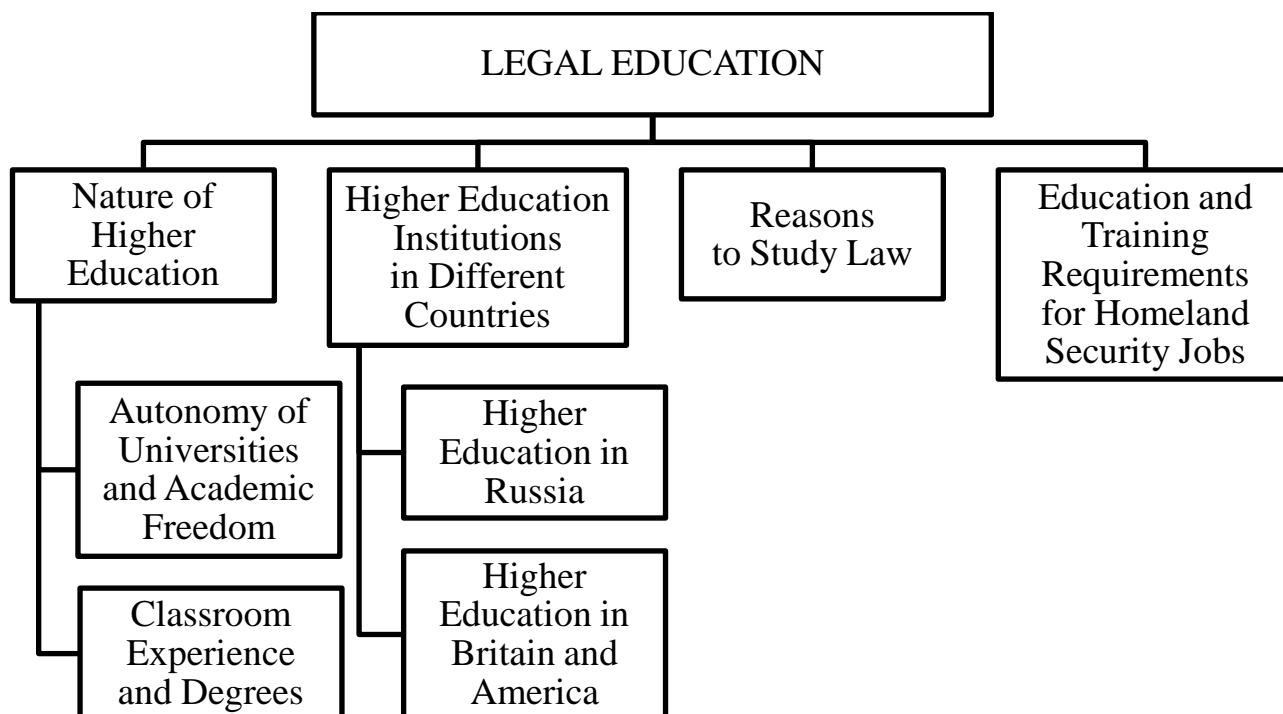 LEGAL EDUCATION
Nature of
Higher
Education
Higher Education
Institutions
in Different
Countries
Reasons
to Study Law
Education and
Training
Requirements
for Homeland
Security Jobs
Autonomy of
Universities
and Academic
Freedom
Classroom
Experience
and Degrees
Higher
Education in
Russia
Higher
Education in
Britain and
America